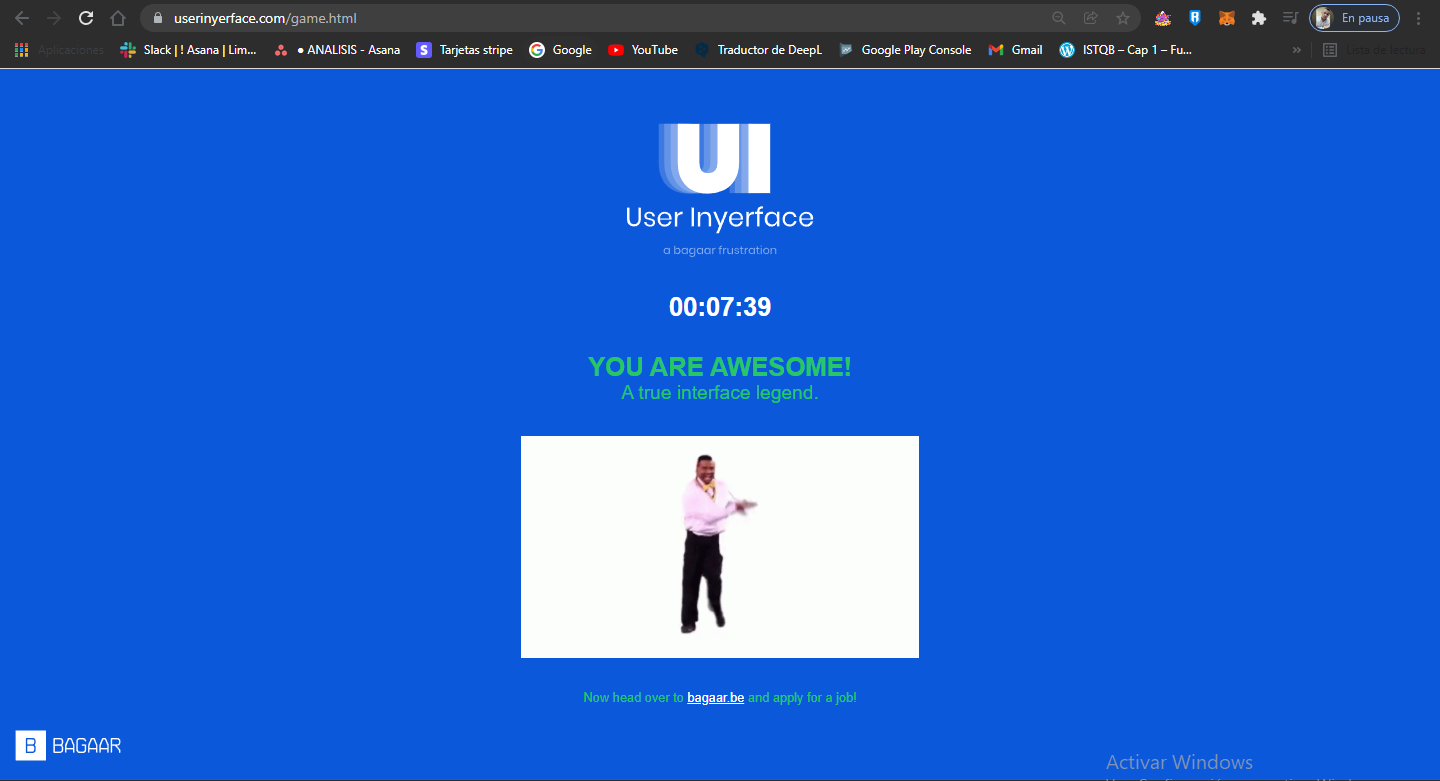 userinyerface.com/game.html
En pausa
Aplicaciones
Slack | ! Asana | Lim...
● ANALISIS - Asana
S
Tarjetas stripe
Google
YouTube
Traductor de DeepL
Google Play Console
Gmail
ISTQB – Cap 1 – Fu...
»
Lista de lectura
UI
User Inyerface
a bagaar frustration
00:07:39
YOU ARE AWESOME!
A true interface legend.
Now head over to bagaar.be and apply for a job!
B BAGAAR
Activar Windows